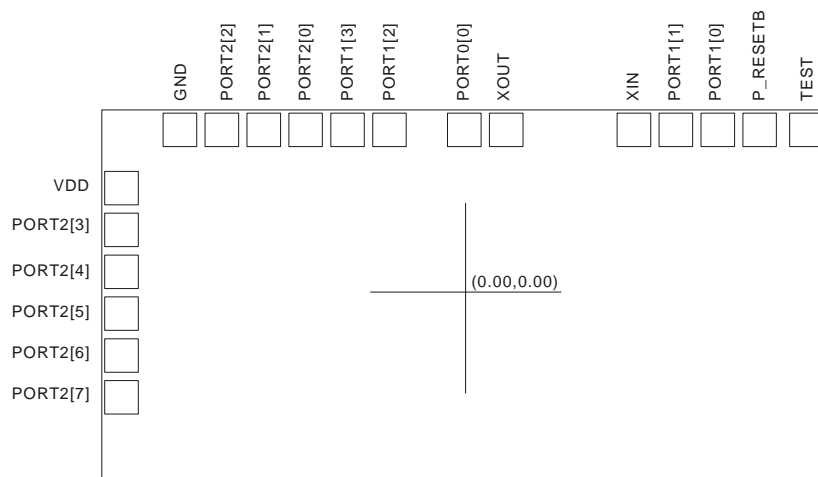 GND
PORT2[2]
PORT2[1]
PORT2[0]
PORT1[3]
PORT1[2]
PORT0[0]
XOUT
XIN
PORT1[1]
PORT1[0]
P_RESETB
TEST
VDD
PORT2[3]
PORT2[4]
PORT2[5]
PORT2[6]
PORT2[7]
(0.00,0.00)